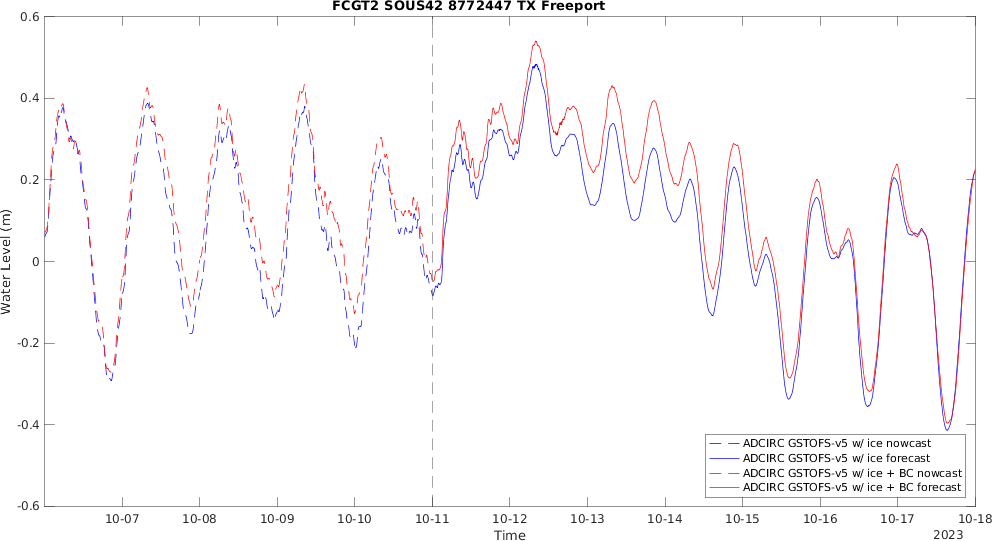 FCGT2 SOUS42 8772447 TX Freeport
Water Level (m)
0.6
0.4
0.2
0
-0.2
-0.4
-0.6
ADCIRC GSTOFS-v5 w/ ice nowcast
ADCIRC GSTOFS-v5 w/ ice forecast
ADCIRC GSTOFS-v5 w/ ice + BC nowcast
ADCIRC GSTOFS-v5 w/ ice + BC forecast
10-07 10-08 10-09 10-10 10-11 10-12 10-13 10-14 10-15 10-16 10-17 10-18
Time
2023